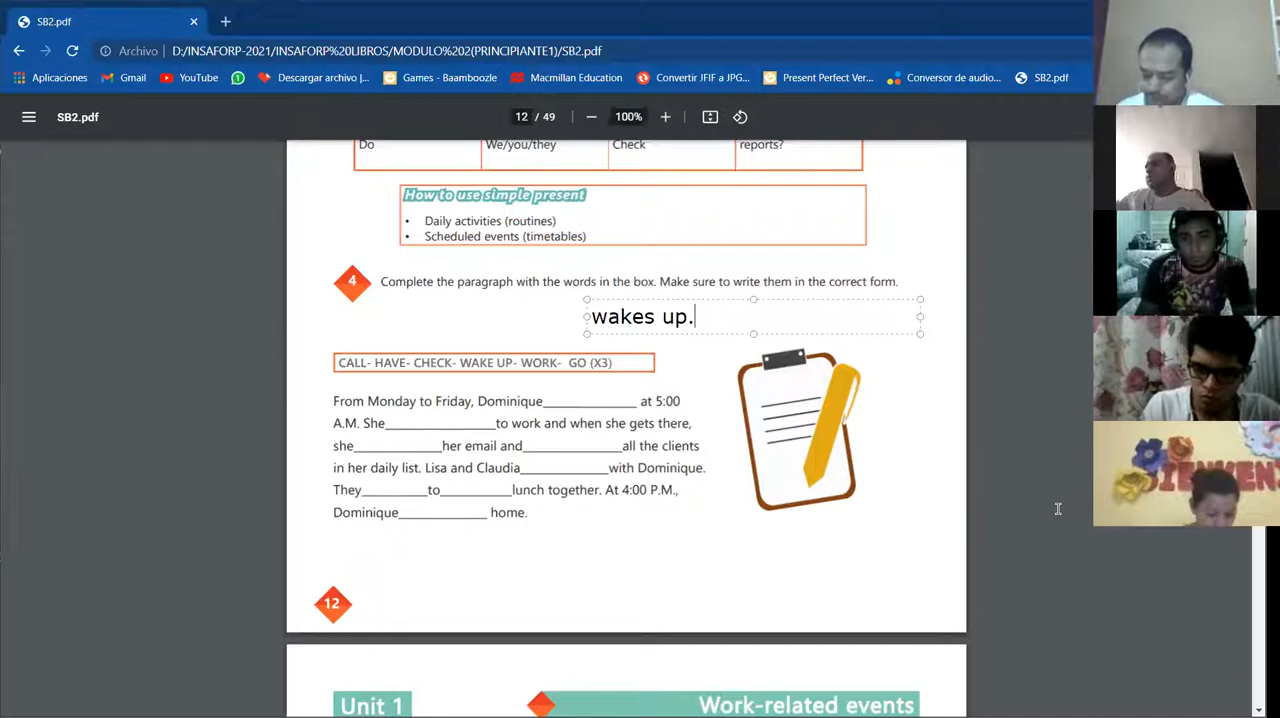 SB2.pdf
Archivo D:/INSAFORP-2021/INSAFORP%20LIBROS/MODULO%202(PRINCIPIANTE1)/SB2.pdf
Aplicaciones Gmail YouTube Descargar archivo |... Games - Baamboozle Macmillan Education Convertir JFIF a JPG... Present Perfect Ver... Conversor de audio... SB2.pdf
SB2.pdf 12 / 49 100%
Do We/you/they Check reports?
How to use simple present
• Daily activities (routines)
• Scheduled events (timetables)
4 Complete the paragraph with the words in the box. Make sure to write them in the correct form.
wakes up.
CALL- HAVE- CHECK- WAKE UP- WORK- GO (X3)
From Monday to Friday, Dominique_____________ at 5:00
A.M. She_______________to work and when she gets there,
she____________her email and_______________all the clients
in her daily list. Lisa and Claudia____________with Dominique.
They_________to__________lunch together. At 4:00 P.M.,
Dominique____________ home.
12
Unit 1 Work-related events